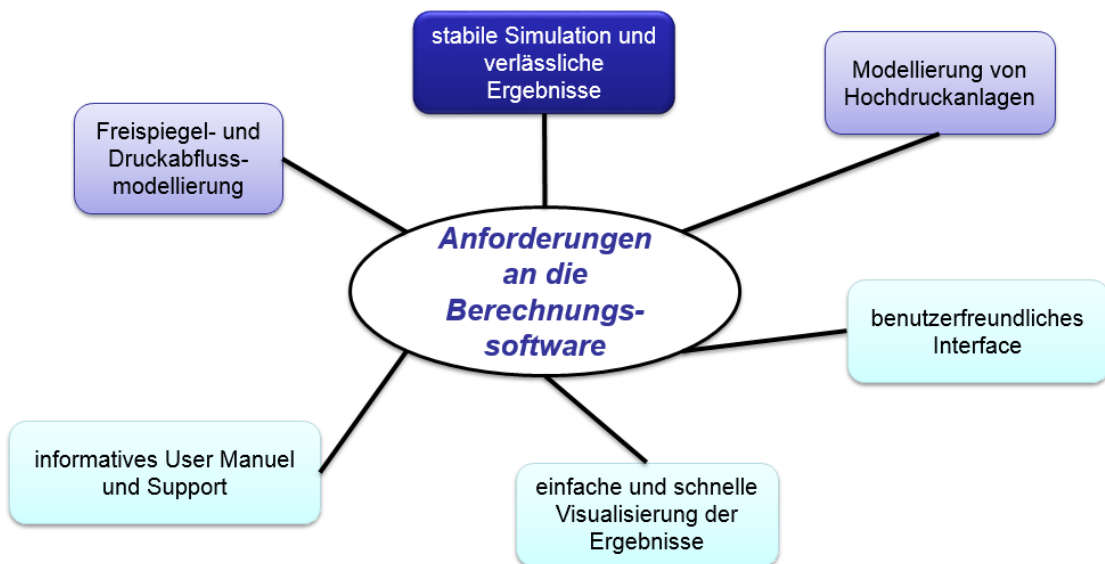 stabile Simulation und
verlässliche
Ergebnisse
Modellierung von
Hochdruckanlagen
Freispiegel- und
Druckabfluss-
modellierung
Anforderungen
an die
Berechnungs-
software
benutzerfreundliches
Interface
informatives User Manuel
und Support
einfache und schnelle
Visualisierung der
Ergebnisse